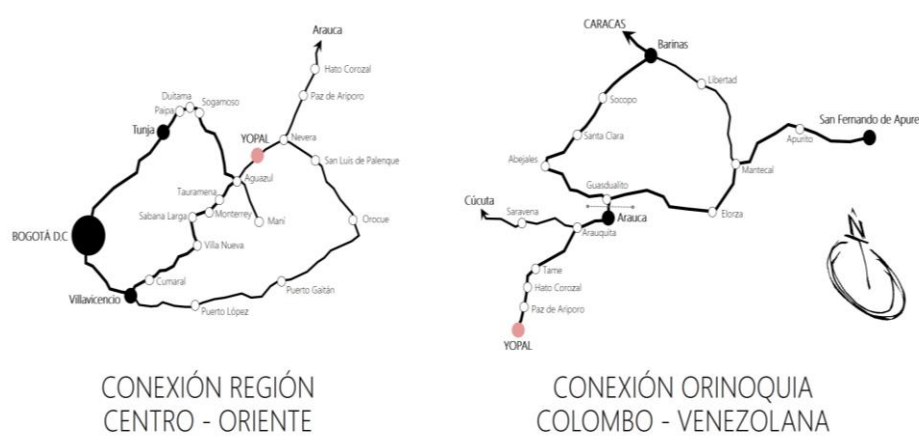 Arauca
Hato Corozal
Paz de Ariporo
Duitama
Sogamoso
Paipa
Tunja
YOPAL
Nevera
San Luis de Palenque
Aguazul
Tauramena
Sabana Larga
Monterrey
Maní
Orocue
BOGOTÁ D.C
Villa Nueva
Cumaral
Villavicencio
Puerto Gaitán
Puerto López
CONEXIÓN REGIÓN
CENTRO - ORIENTE
CARACAS
Barinas
Libertad
Socopo
San Fernando de Apure
Apurito
Santa Clara
Abejales
Mantecal
Guasdualito
Cúcuta
Saravena
Arauca
Elorza
Arauquita
N
Tame
Hato Corozal
Paz de Ariporo
YOPAL
CONEXIÓN ORINOQUIA
COLOMBO - VENEZOLANA